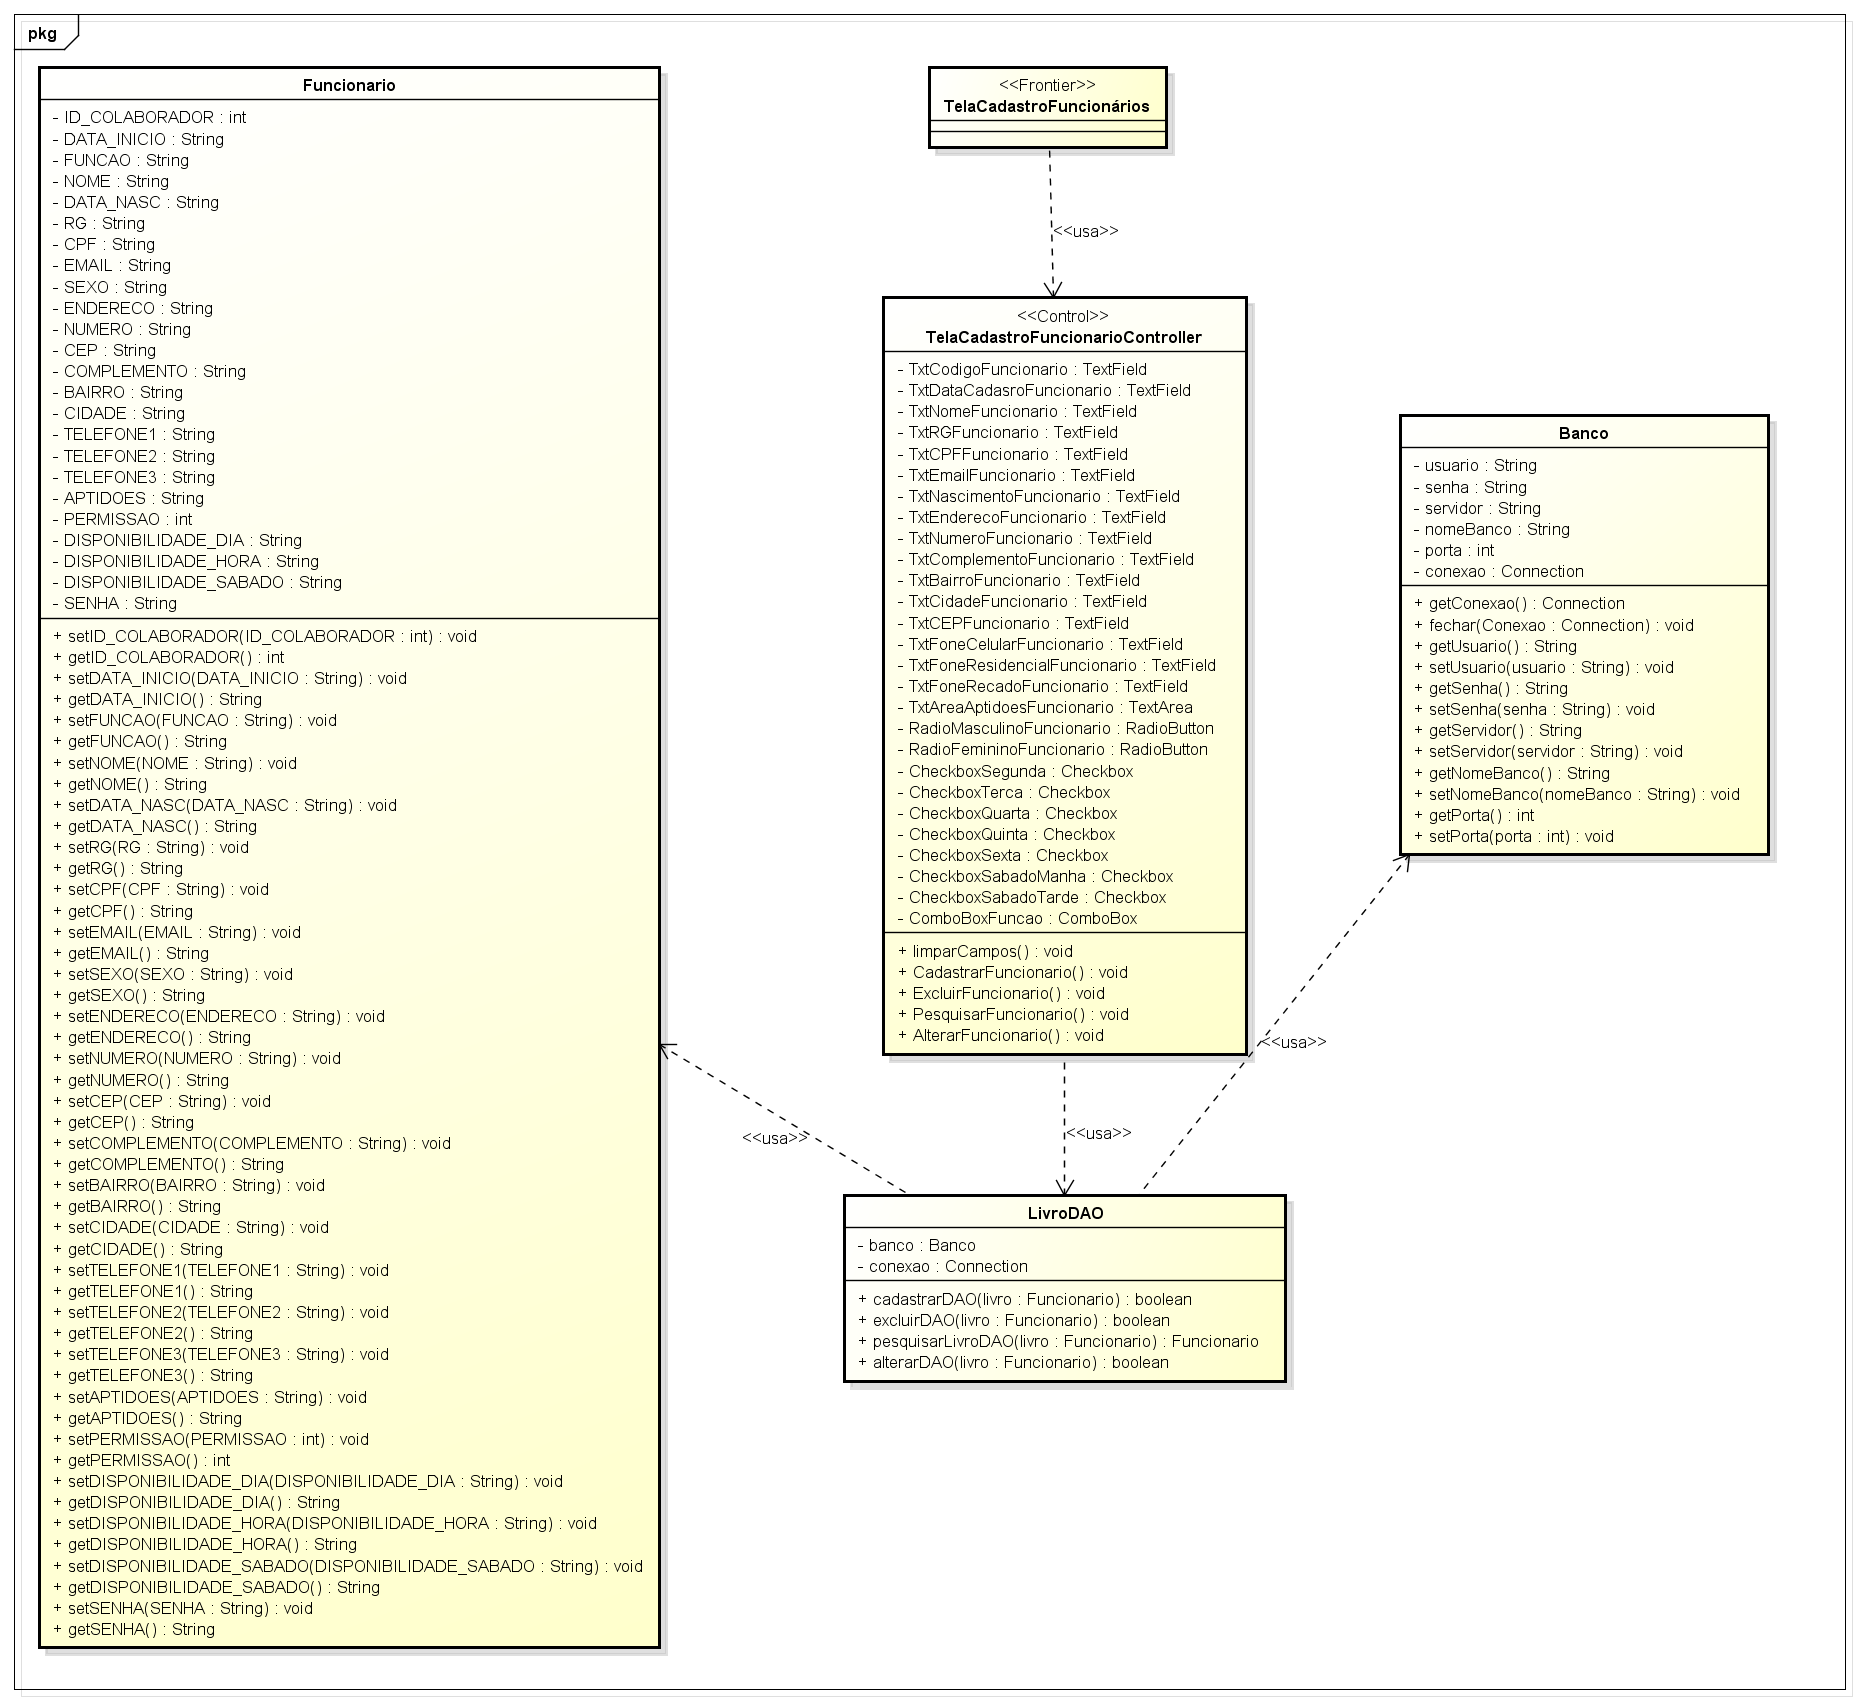 pkg
Funcionario
- ID_COLABORADOR : int
- DATA_INICIO : String
- FUNCAO : String
- NOME : String
- DATA_NASC : String
- RG : String
- CPF : String
- EMAIL : String
- SEXO : String
- ENDERECO : String
- NUMERO : String
- CEP : String
- COMPLEMENTO : String
- BAIRRO : String
- CIDADE : String
- TELEFONE1 : String
- TELEFONE2 : String
- TELEFONE3 : String
- APTIDOES : String
- PERMISSAO : int
- DISPONIBILIDADE_DIA : String
- DISPONIBILIDADE_HORA : String
- DISPONIBILIDADE_SABADO : String
- SENHA : String
+ setID_COLABORADOR(ID_COLABORADOR : int) : void
+ getID_COLABORADOR() : int
+ setDATA_INICIO(DATA_INICIO : String) : void
+ getDATA_INICIO() : String
+ setFUNCAO(FUNCAO : String) : void
+ getFUNCAO() : String
+ setNOME(NOME : String) : void
+ getNOME() : String
+ setDATA_NASC(DATA_NASC : String) : void
+ getDATA_NASC() : String
+ setRG(RG : String) : void
+ getRG() : String
+ setCPF(CPF : String) : void
+ getCPF() : String
+ setEMAIL(EMAIL : String) : void
+ getEMAIL() : String
+ setSEXO(SEXO : String) : void
+ getSEXO() : String
+ setENDERECO(ENDERECO : String) : void
+ getENDERECO() : String
+ setNUMERO(NUMERO : String) : void
+ getNUMERO() : String
+ setCEP(CEP : String) : void
+ getCEP() : String
+ setCOMPLEMENTO(COMPLEMENTO : String) : void
+ getCOMPLEMENTO() : String
+ setBAIRRO(BAIRRO : String) : void
+ getBAIRRO() : String
+ setCIDADE(CIDADE : String) : void
+ getCIDADE() : String
+ setTELEFONE1(TELEFONE1 : String) : void
+ getTELEFONE1() : String
+ setTELEFONE2(TELEFONE2 : String) : void
+ getTELEFONE2() : String
+ setTELEFONE3(TELEFONE3 : String) : void
+ getTELEFONE3() : String
+ setAPTIDOES(APTIDOES : String) : void
+ getAPTIDOES() : String
+ setPERMISSAO(PERMISSAO : int) : void
+ getPERMISSAO() : int
+ setDISPONIBILIDADE_DIA(DISPONIBILIDADE_DIA : String) : void
+ getDISPONIBILIDADE_DIA() : String
+ setDISPONIBILIDADE_HORA(DISPONIBILIDADE_HORA : String) : void
+ getDISPONIBILIDADE_HORA() : String
+ setDISPONIBILIDADE_SABADO(DISPONIBILIDADE_SABADO : String) : void
+ getDISPONIBILIDADE_SABADO() : String
+ setSENHA(SENHA : String) : void
+ getSENHA() : String
<<Frontier>>
TelaCadastroFuncionários
<<usa>>
<<Control>>
TelaCadastroFuncionarioController
- TxtCodigoFuncionario : TextField
- TxtDataCadasroFuncionario : TextField
- TxtNomeFuncionario : TextField
- TxtRGFuncionario : TextField
- TxtCPFFuncionario : TextField
- TxtEmailFuncionario : TextField
- TxtNascimentoFuncionario : TextField
- TxtEnderecoFuncionario : TextField
- TxtNumeroFuncionario : TextField
- TxtComplementoFuncionario : TextField
- TxtBairroFuncionario : TextField
- TxtCidadeFuncionario : TextField
- TxtCEPFuncionario : TextField
- TxtFoneCelularFuncionario : TextField
- TxtFoneResidencialFuncionario : TextField
- TxtFoneRecadoFuncionario : TextField
- TxtAreaAptidoesFuncionario : TextArea
- RadioMasculinoFuncionario : RadioButton
- RadioFemininoFuncionario : RadioButton
- CheckboxSegunda : Checkbox
- CheckboxTerca : Checkbox
- CheckboxQuarta : Checkbox
- CheckboxQuinta : Checkbox
- CheckboxSexta : Checkbox
- CheckboxSabadoManha : Checkbox
- CheckboxSabadoTarde : Checkbox
- ComboBoxFuncao : ComboBox
+ limparCampos() : void
+ CadastrarFuncionario() : void
+ ExcluirFuncionario() : void
+ PesquisarFuncionario() : void
+ AlterarFuncionario() : void
Banco
- usuario : String
- senha : String
- servidor : String
- nomeBanco : String
- porta : int
- conexao : Connection
+ getConexao() : Connection
+ fechar(Conexao : Connection) : void
+ getUsuario() : String
+ setUsuario(usuario : String) : void
+ getSenha() : String
+ setSenha(senha : String) : void
+ getServidor() : String
+ setServidor(servidor : String) : void
+ getNomeBanco() : String
+ setNomeBanco(nomeBanco : String) : void
+ getPorta() : int
+ setPorta(porta : int) : void
<<usa>>
<<usa>>
<<usa>>
LivroDAO
- banco : Banco
- conexao : Connection
+ cadastrarDAO(livro : Funcionario) : boolean
+ excluirDAO(livro : Funcionario) : boolean
+ pesquisarLivroDAO(livro : Funcionario) : Funcionario
+ alterarDAO(livro : Funcionario) : boolean